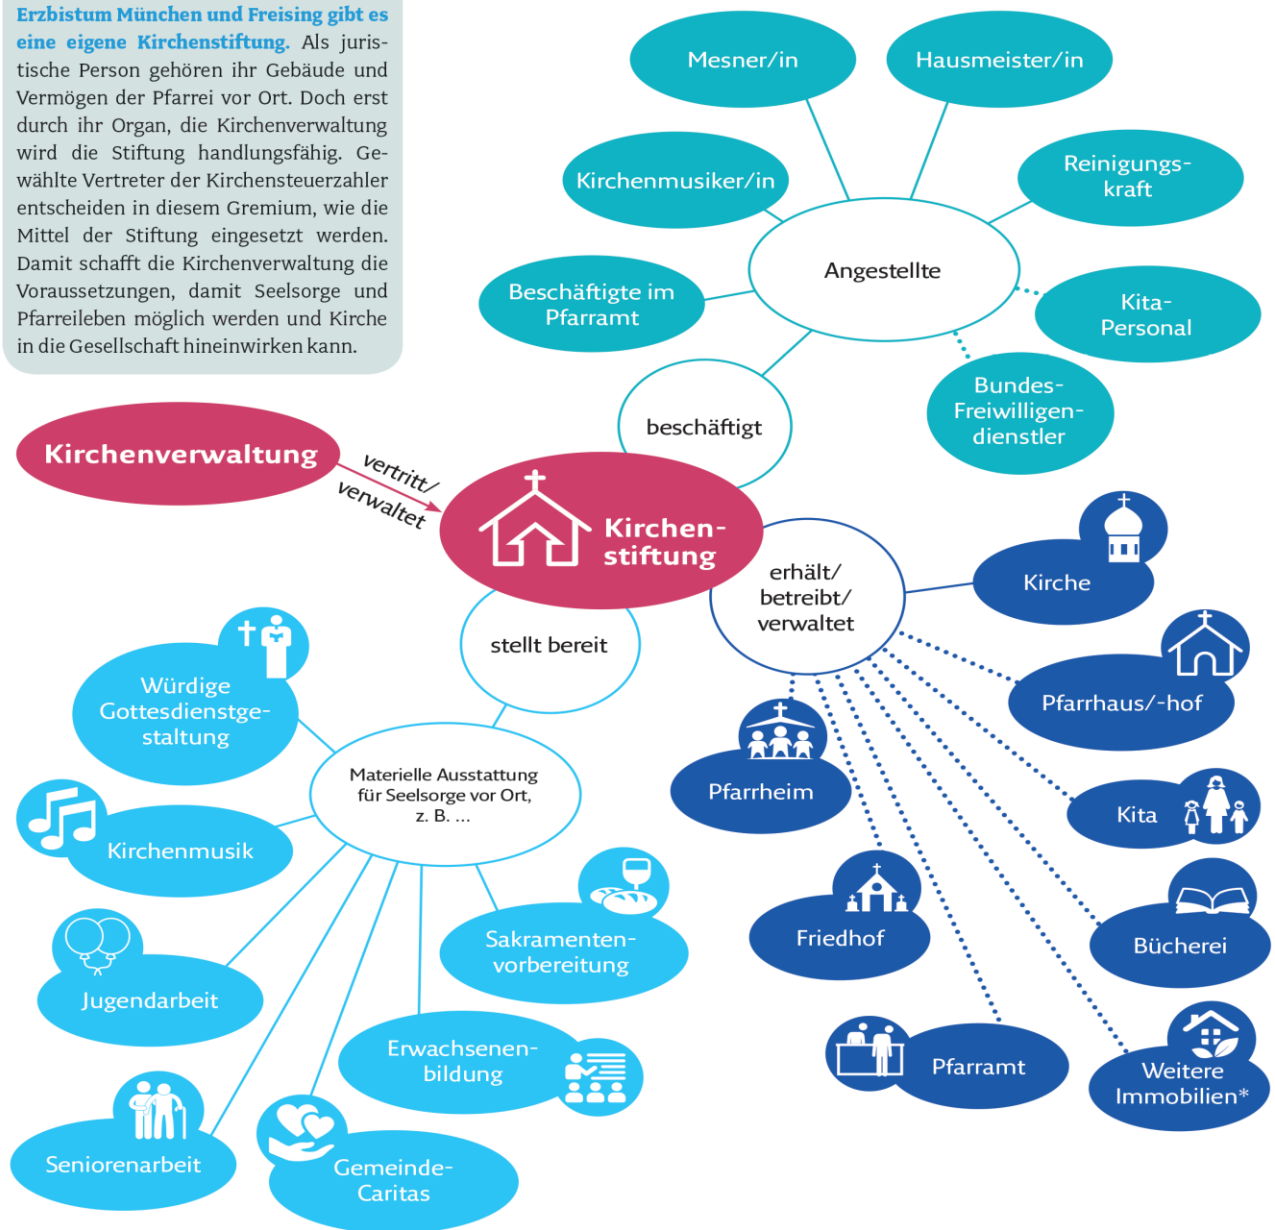 Erzbistum München und Freising gibt es
eine eigene Kirchenstiftung. Als juris-
tische Person gehören ihr Gebäude und
Vermögen der Pfarrei vor Ort. Doch erst
durch ihr Organ, die Kirchenverwaltung
wird die Stiftung handlungsfähig. Ge-
wählte Vertreter der Kirchensteuerzahler
entscheiden in diesem Gremium, wie die
Mittel der Stiftung eingesetzt werden.
Damit schafft die Kirchenverwaltung die
Voraussetzungen, damit Seelsorge und
Pfarreileben möglich werden und Kirche
in die Gesellschaft hineinwirken kann.
Mesner/in
Hausmeister/in
Kirchenmusiker/in
Reinigungs-
kraft
Angestellte
Beschäftigte im
Pfarramt
Kita-
Personal
Bundes-
Freiwilligen-
dienstler
beschäftigt
Kirchenverwaltung
vertritt/
verwaltet
Kirchen-
stiftung
erhält/
betreibt/
verwaltet
Kirche
stellt bereit
Würdige
Gottesdienstge-
staltung
Pfarrhaus/-hof
Materielle Ausstattung
für Seelsorge vor Ort,
z. B. ...
Pfarrheim
Kita
Kirchenmusik
Sakramenten-
vorbereitung
Friedhof
Bücherei
Jugendarbeit
Erwachsenen-
bildung
Pfarramt
Weitere
Immobilien*
Seniorenarbeit
Gemeinde-
Caritas